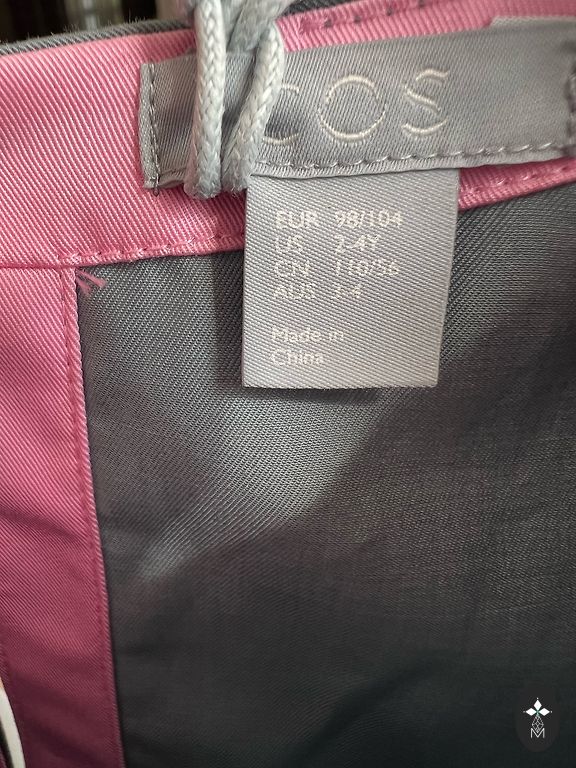 COS
EUR 98/104
US 2-4Y
CN 110/56
AUS 3-4
Made in
China
M